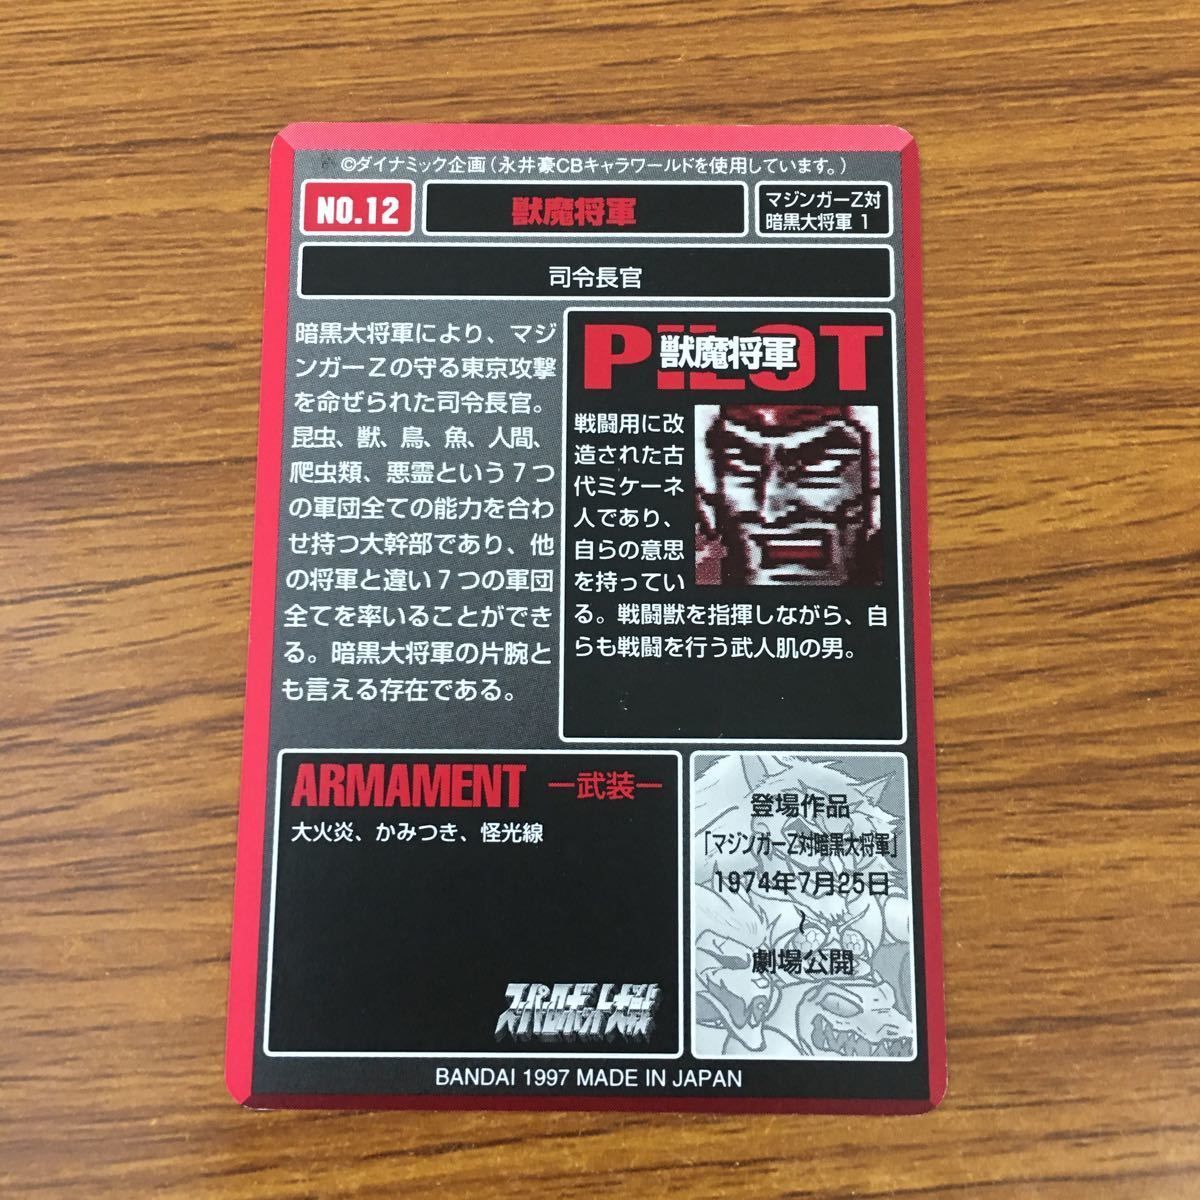 ©ダイナミック企画（永井豪CBキャラワールドを使用しています。）
NO.12
獣魔将軍
マジンガーZ対
暗黒大将軍 1
司令長官
暗黒大将軍により、マジ
ンガーZの守る東京攻撃
を命ぜられた司令長官。
昆虫、獣、鳥、魚、人間、
爬虫類、悪霊という7つ
の軍団全ての能力を合わ
せ持つ大幹部であり、他
の将軍と違い7つの軍団
全てを率いることができ
る。暗黒大将軍の片腕と
も言える存在である。
PILOT
獣魔将軍
戦闘用に改
造された古
代ミケーネ
人であり、
自らの意思
を持ってい
る。戦闘獣を指揮しながら、自
らも戦闘を行う武人肌の男。
ARMAMENT ―武装―
大火炎、かみつき、怪光線
スーパーロボット大戦
登場作品
「マジンガーZ対暗黒大将軍」
1974年7月25日
～
劇場公開
BANDAI 1997 MADE IN JAPAN